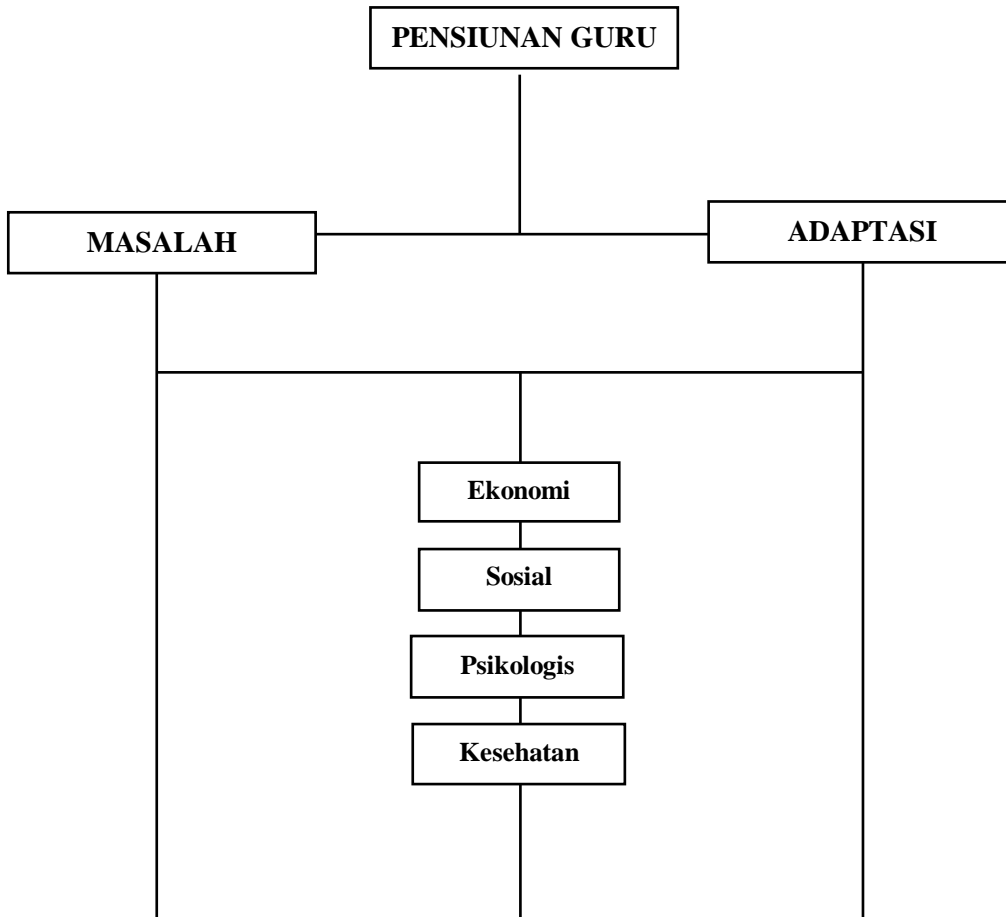 PENSIUNAN GURU
MASALAH
ADAPTASI
Ekonomi
Sosial
Psikologis
Kesehatan